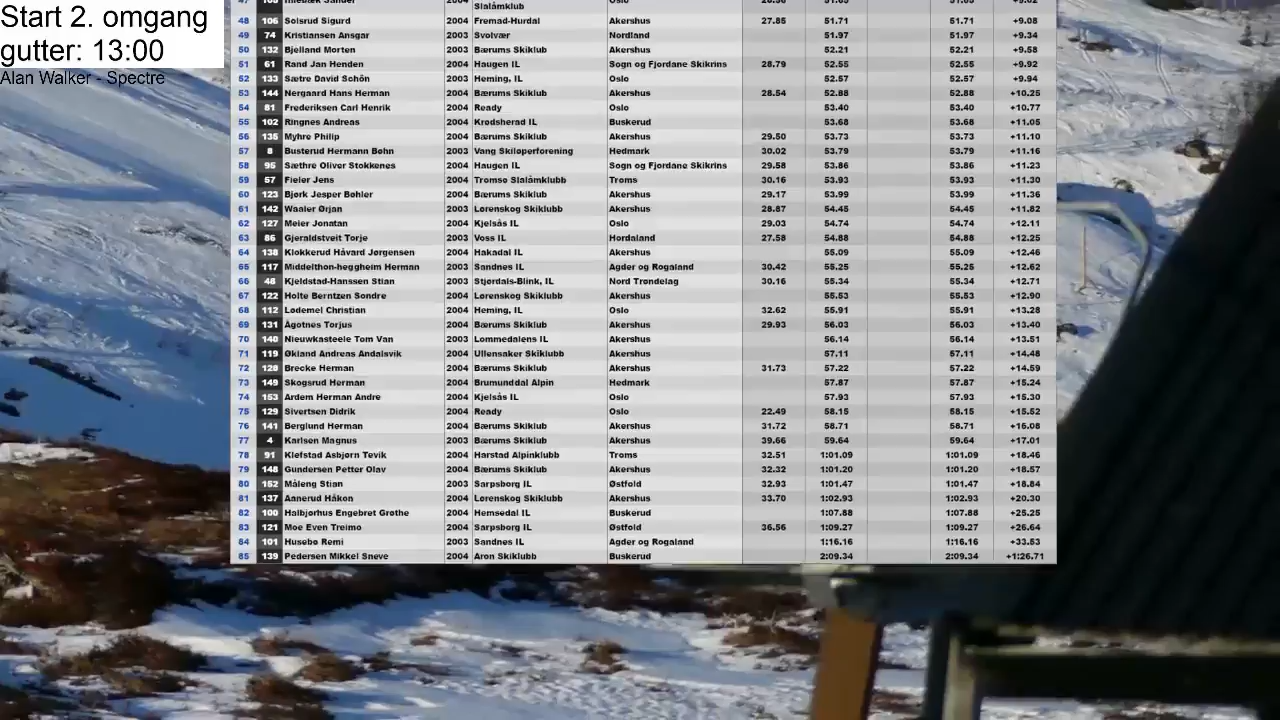 Start 2. omgang
gutter: 13:00
Alan Walker - Spectre
Slalåmklub
48 106 Solsrud Sigurd 2004 Fremad-Hurdal Akershus 27.85 51.71 51.71 +9.08
49 74 Kristiansen Ansgar 2003 Svolvær Nordland 51.97 51.97 +9.34
50 132 Bjelland Morten 2003 Bærums Skiklub Akershus 52.21 52.21 +9.58
51 61 Rand Jan Henden 2004 Haugen IL Sogn og Fjordane Skikrins 28.79 52.55 52.55 +9.92
52 133 Sætre David Schön 2003 Heming, IL Oslo 52.57 52.57 +9.94
53 144 Nergaard Hans Herman 2004 Bærums Skiklub Akershus 28.54 52.88 52.88 +10.25
54 81 Frederiksen Carl Henrik 2004 Ready Oslo 53.40 53.40 +10.77
55 102 Ringnes Andreas 2004 Krødsherad IL Buskerud 53.68 53.68 +11.05
56 135 Myhre Philip 2004 Bærums Skiklub Akershus 29.50 53.73 53.73 +11.10
57 8 Busterud Hermann Bøhn 2003 Vang Skiløperforening Hedmark 30.02 53.79 53.79 +11.16
58 95 Sæthre Oliver Stokkenes 2004 Haugen IL Sogn og Fjordane Skikrins 29.58 53.86 53.86 +11.23
59 57 Fieler Jens 2004 Tromsø Slalåmklubb Troms 30.16 53.93 53.93 +11.30
60 123 Bjørk Jesper Bøhler 2004 Bærums Skiklub Akershus 29.17 53.99 53.99 +11.36
61 142 Waaler Ørjan 2003 Lørenskog Skiklubb Akershus 28.87 54.45 54.45 +11.82
62 127 Meier Jonatan 2004 Kjelsås IL Oslo 29.03 54.74 54.74 +12.11
63 86 Gjeraldstveit Torje 2003 Voss IL Hordaland 27.58 54.88 54.88 +12.25
64 138 Klokkerud Håvard Jørgensen 2004 Hakadal IL Akershus 55.09 55.09 +12.46
65 117 Middelthon-heggheim Herman 2003 Sandnes IL Agder og Rogaland 30.42 55.25 55.25 +12.62
66 48 Kjeldstad-Hanssen Stian 2003 Stjørdals-Blink, IL Nord Trøndelag 30.16 55.34 55.34 +12.71
67 122 Holte Berntzen Sondre 2004 Lørenskog Skiklubb Akershus 55.53 55.53 +12.90
68 112 Lødemel Christian 2004 Heming, IL Oslo 32.62 55.91 55.91 +13.28
69 131 Ågotnes Torjus 2004 Bærums Skiklub Akershus 29.93 56.03 56.03 +13.40
70 140 Nieuwkasteele Tom Van 2003 Lommedalens IL Akershus 56.14 56.14 +13.51
71 119 Økland Andreas Andalsvik 2004 Ullensaker Skiklubb Akershus 57.11 57.11 +14.48
72 128 Brecke Herman 2004 Bærums Skiklub Akershus 31.73 57.22 57.22 +14.59
73 149 Skogsrud Herman 2004 Brumunddal Alpin Hedmark 57.87 57.87 +15.24
74 153 Ardem Herman Andre 2004 Kjelsås IL Oslo 57.93 57.93 +15.30
75 129 Sivertsen Didrik 2004 Ready Oslo 22.49 58.15 58.15 +15.52
76 141 Berglund Herman 2004 Bærums Skiklub Akershus 31.72 58.71 58.71 +16.08
77 4 Karlsen Magnus 2003 Bærums Skiklub Akershus 39.66 59.64 59.64 +17.01
78 91 Klefstad Asbjørn Tevik 2004 Harstad Alpinklubb Troms 32.51 1:01.09 1:01.09 +18.46
79 148 Gundersen Petter Olav 2004 Bærums Skiklub Akershus 32.32 1:01.20 1:01.20 +18.57
80 152 Måleng Stian 2003 Sarpsborg IL Østfold 32.93 1:01.47 1:01.47 +18.84
81 137 Annerud Håkon 2004 Lørenskog Skiklubb Akershus 33.70 1:02.93 1:02.93 +20.30
82 100 Halbjørhus Engebret Grøthe 2004 Hemsedal IL Buskerud 1:07.88 1:07.88 +25.25
83 121 Moe Even Treimo 2004 Sarpsborg IL Østfold 36.56 1:09.27 1:09.27 +26.64
84 101 Husebø Remi 2003 Sandnes IL Agder og Rogaland 1:16.16 1:16.16 +33.53
85 139 Pedersen Mikkel Sneve 2004 Aron Skiklubb Buskerud 2:09.34 2:09.34 +1:26.71